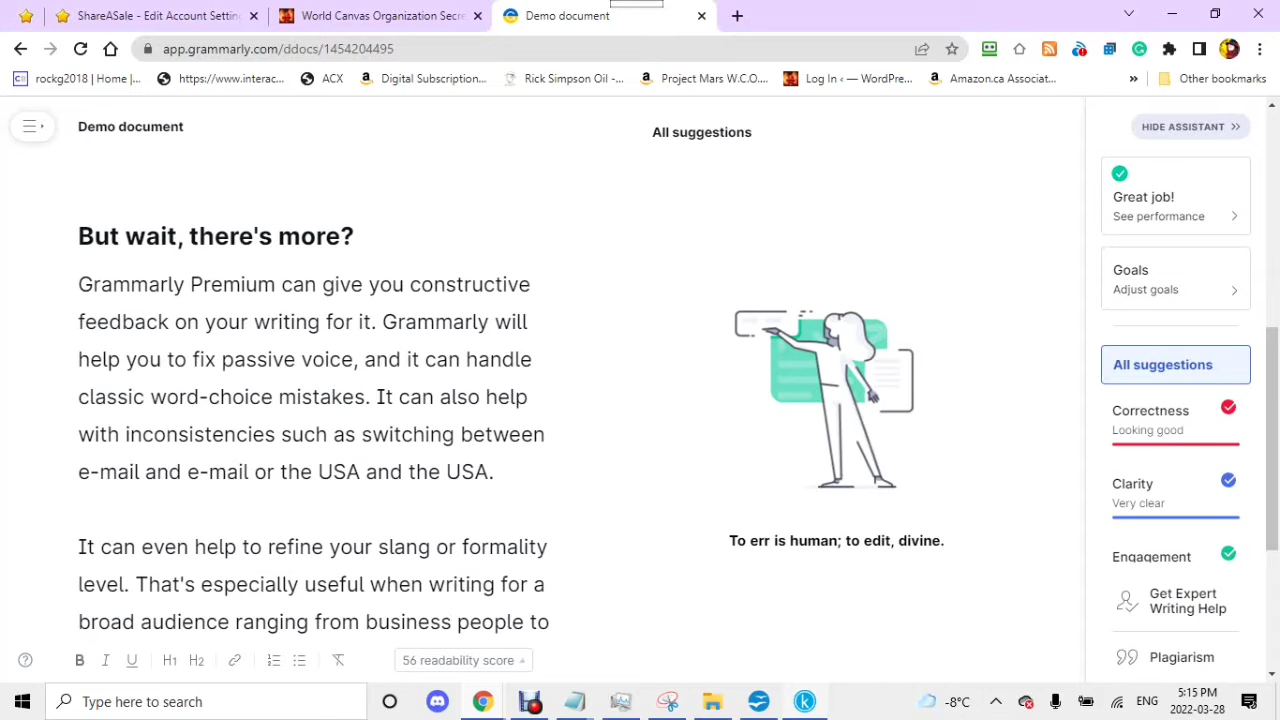 ShareASale - Edit Account Settin
World Canvas Organization Secre
Demo document
app.grammarly.com/ddocs/1454204495
rockg2018 | Home |...
https://www.interac...
ACX
Digital Subscription...
Rick Simpson Oil -...
Project Mars W.C.O....
Log In ‹ — WordPre...
Amazon.ca Associat...
»
Other bookmarks
Demo document
All suggestions
HIDE ASSISTANT
Great job!
See performance
But wait, there's more?
Grammarly Premium can give you constructive
feedback on your writing for it. Grammarly will
help you to fix passive voice, and it can handle
classic word-choice mistakes. It can also help
with inconsistencies such as switching between
e-mail and e-mail or the USA and the USA.
It can even help to refine your slang or formality
level. That's especially useful when writing for a
broad audience ranging from business people to
To err is human; to edit, divine.
Goals
Adjust goals
All suggestions
Correctness
Looking good
Clarity
Very clear
Engagement
Get Expert
Writing Help
Plagiarism
B I U H1 H2
56 readability score
Type here to search
-8°C
ENG
5:15 PM
2022-03-28